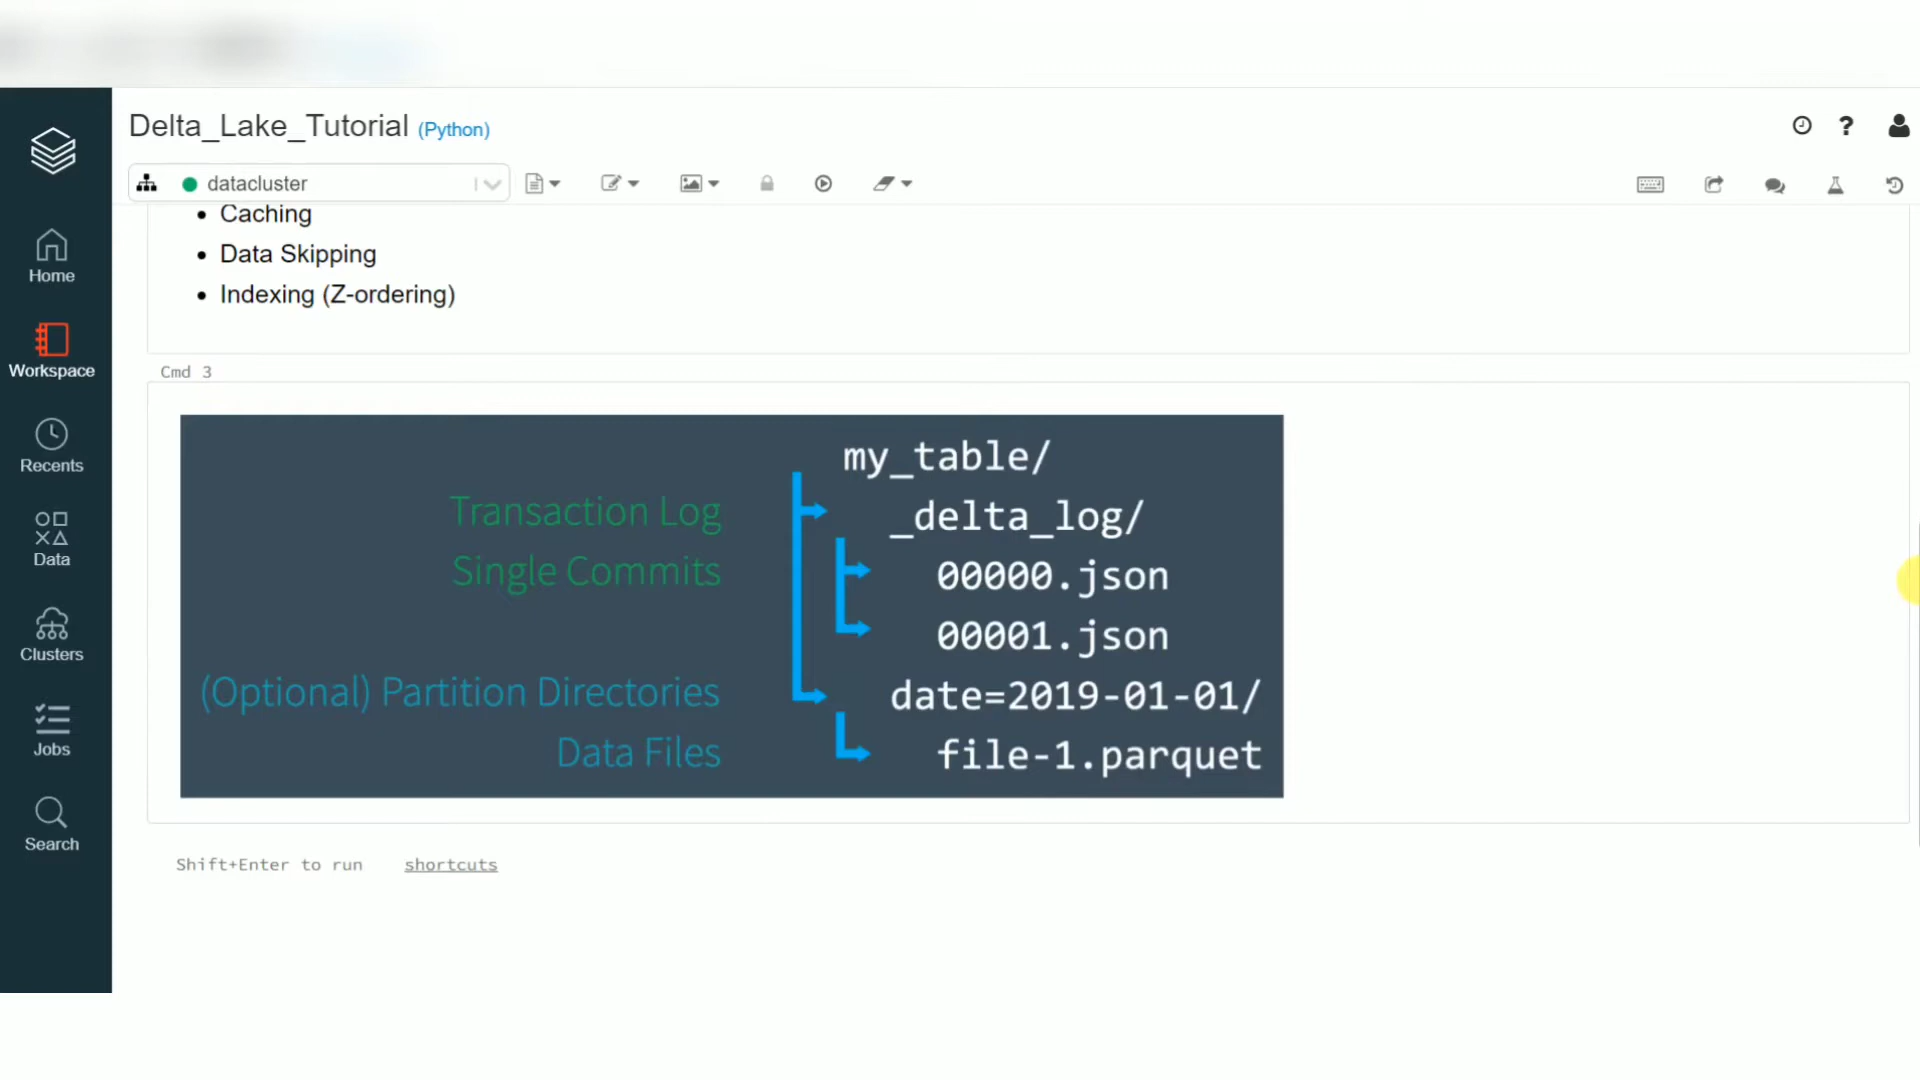 Delta_Lake_Tutorial (Python)
datacluster
Caching
Data Skipping
Indexing (Z-ordering)
Home
Workspace
Recents
Data
Clusters
Jobs
Search
Cmd 3
my_table/
Transaction Log
_delta_log/
Single Commits
00000.json
00001.json
(Optional) Partition Directories
date=2019-01-01/
Data Files
file-1.parquet
Shift+Enter to run shortcuts